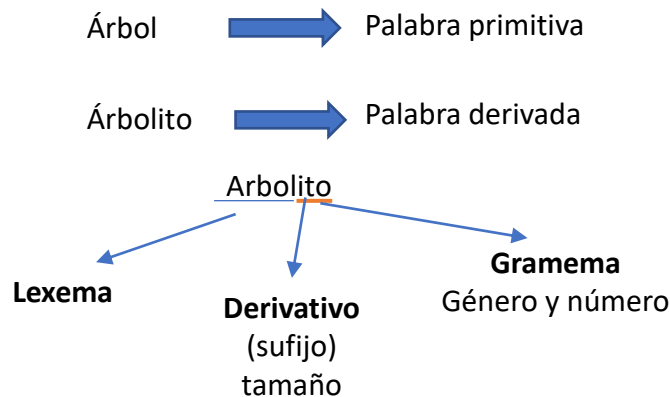 Árbol
Palabra primitiva
Árbolito
Palabra derivada
Arbolito
Lexema
Derivativo
(sufijo)
tamaño
Gramema
Género y número